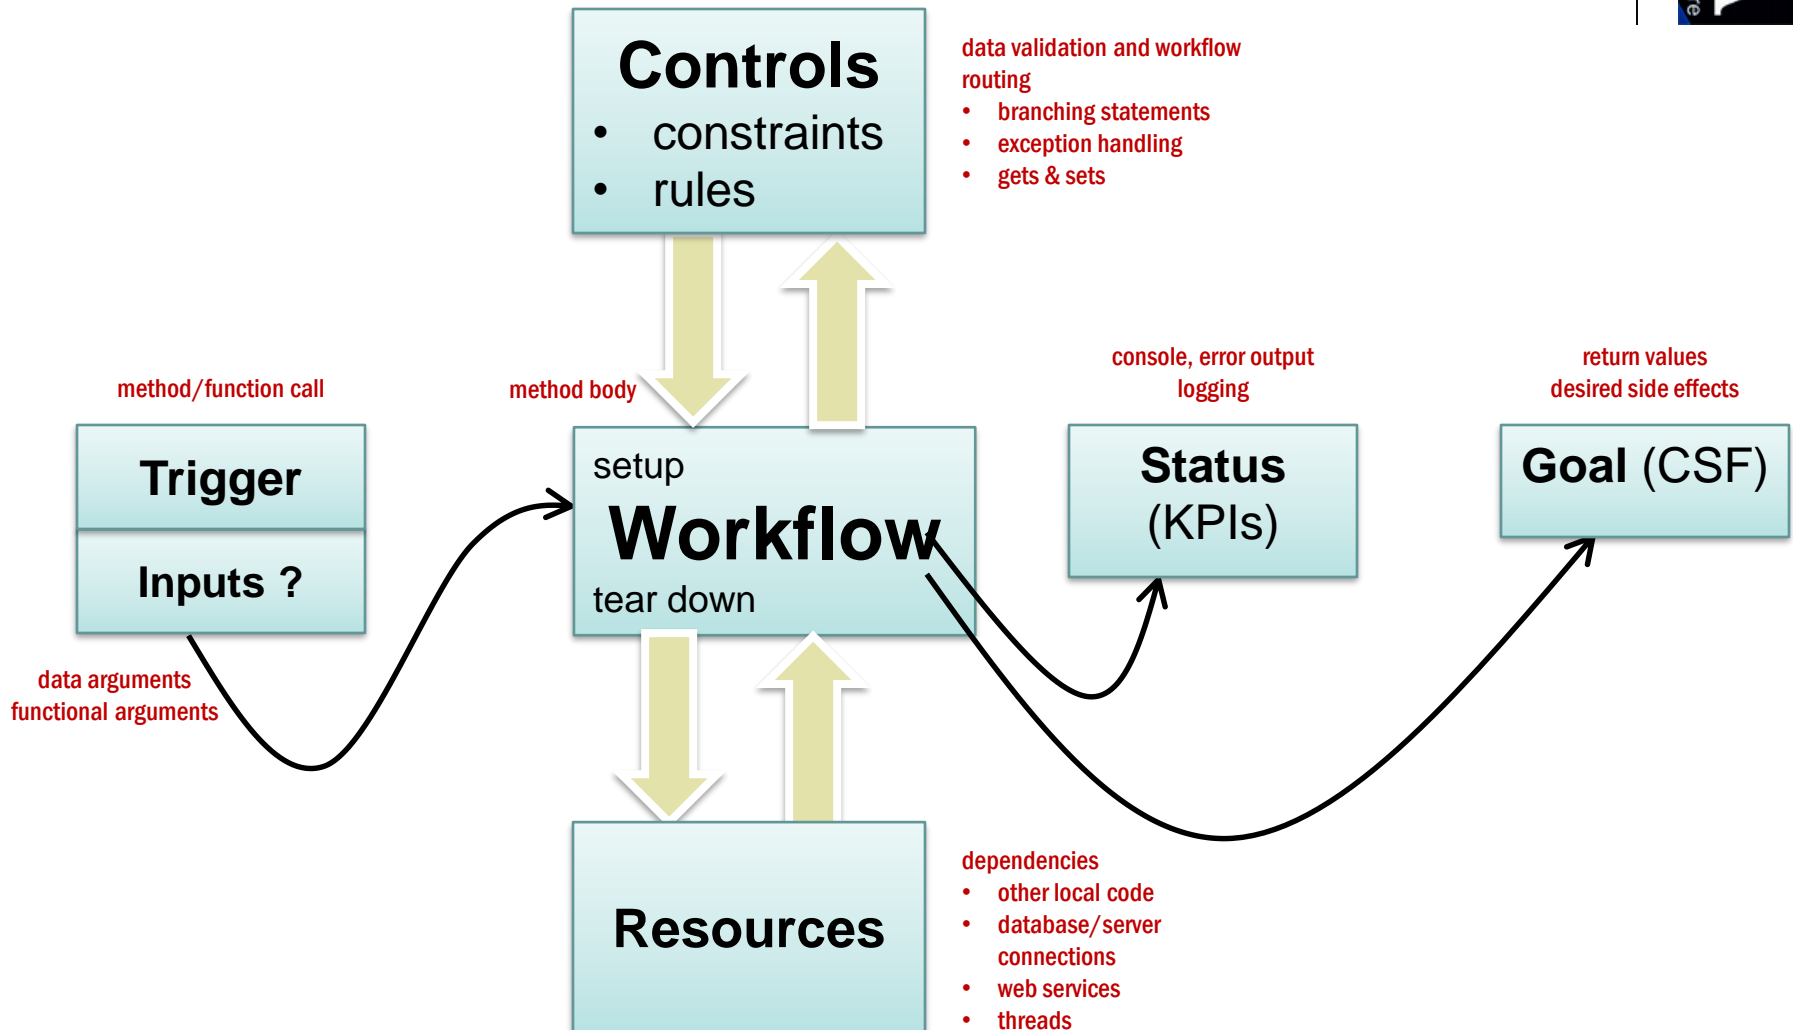 Controls
• constraints
• rules
data validation and workflow
routing
• branching statements
• exception handling
• gets & sets
method/function call
Trigger
Inputs ?
data arguments
functional arguments
method body
setup
Workflow
tear down
console, error output
logging
Status
(KPIs)
return values
desired side effects
Goal (CSF)
Resources
dependencies
• other local code
• database/server
connections
• web services
• threads